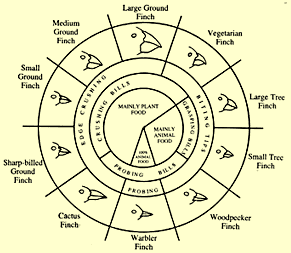 Large Ground
Finch
Vegetarian
Finch
Large Tree
Finch
Small Tree
Finch
Woodpecker
Finch
Warbler
Finch
Cactus
Finch
Sharp-billed
Ground
Finch
Small
Ground
Finch
Medium
Ground
Finch
EDGE CRUSHING
BITING TIPS
PROBING
CRUSHING BILLS
GRASPING BILLS
PROBING BILLS
MAINLY PLANT
FOOD
MAINLY
ANIMAL
FOOD
100%
ANIMAL
FOOD